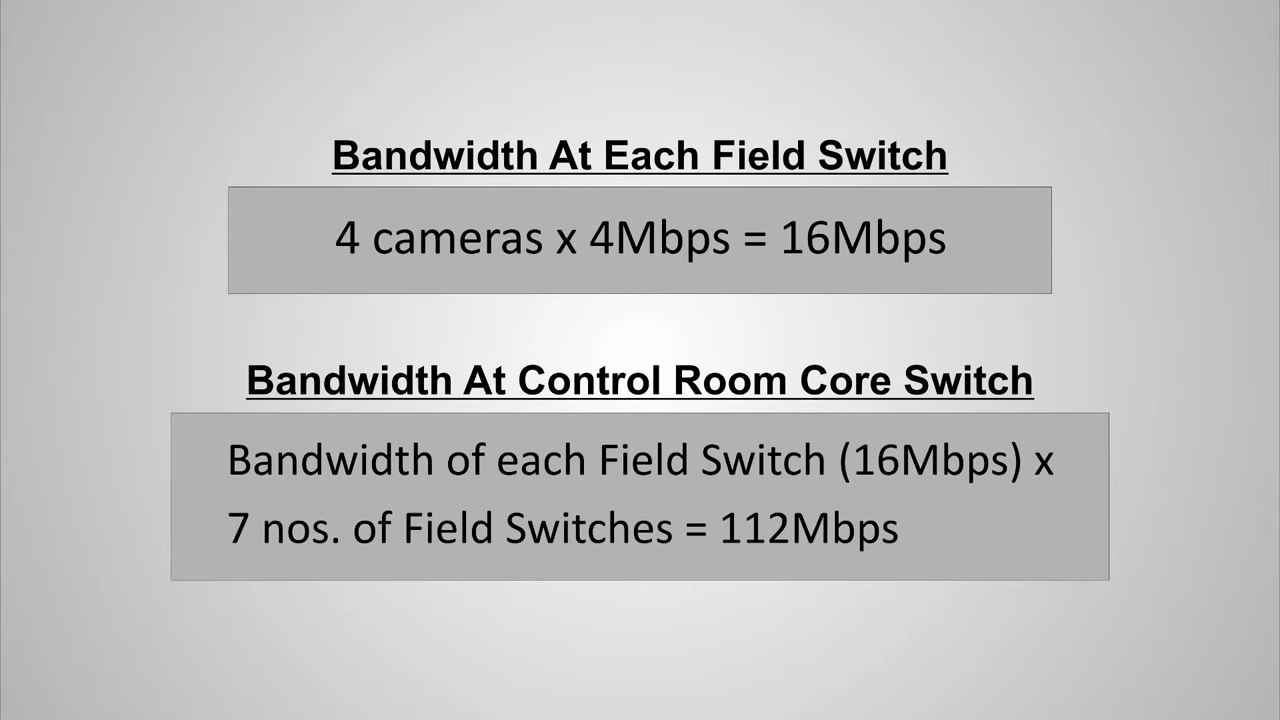 Bandwidth At Each Field Switch
4 cameras x 4Mbps = 16Mbps
Bandwidth At Control Room Core Switch
Bandwidth of each Field Switch (16Mbps) x
7 nos. of Field Switches = 112Mbps